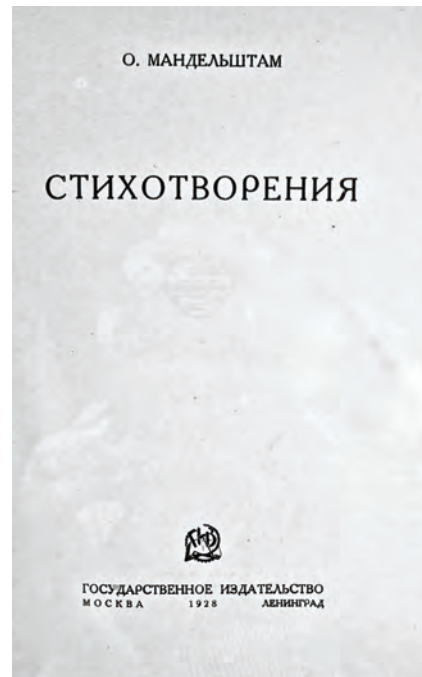 О. МАНДЕЛЬШТАМ
СТИХОТВОРЕНИЯ
ГОСУДАРСТВЕННОЕ ИЗДАТЕЛЬСТВО
МОСКВА 1928 ЛЕНИНГРАД